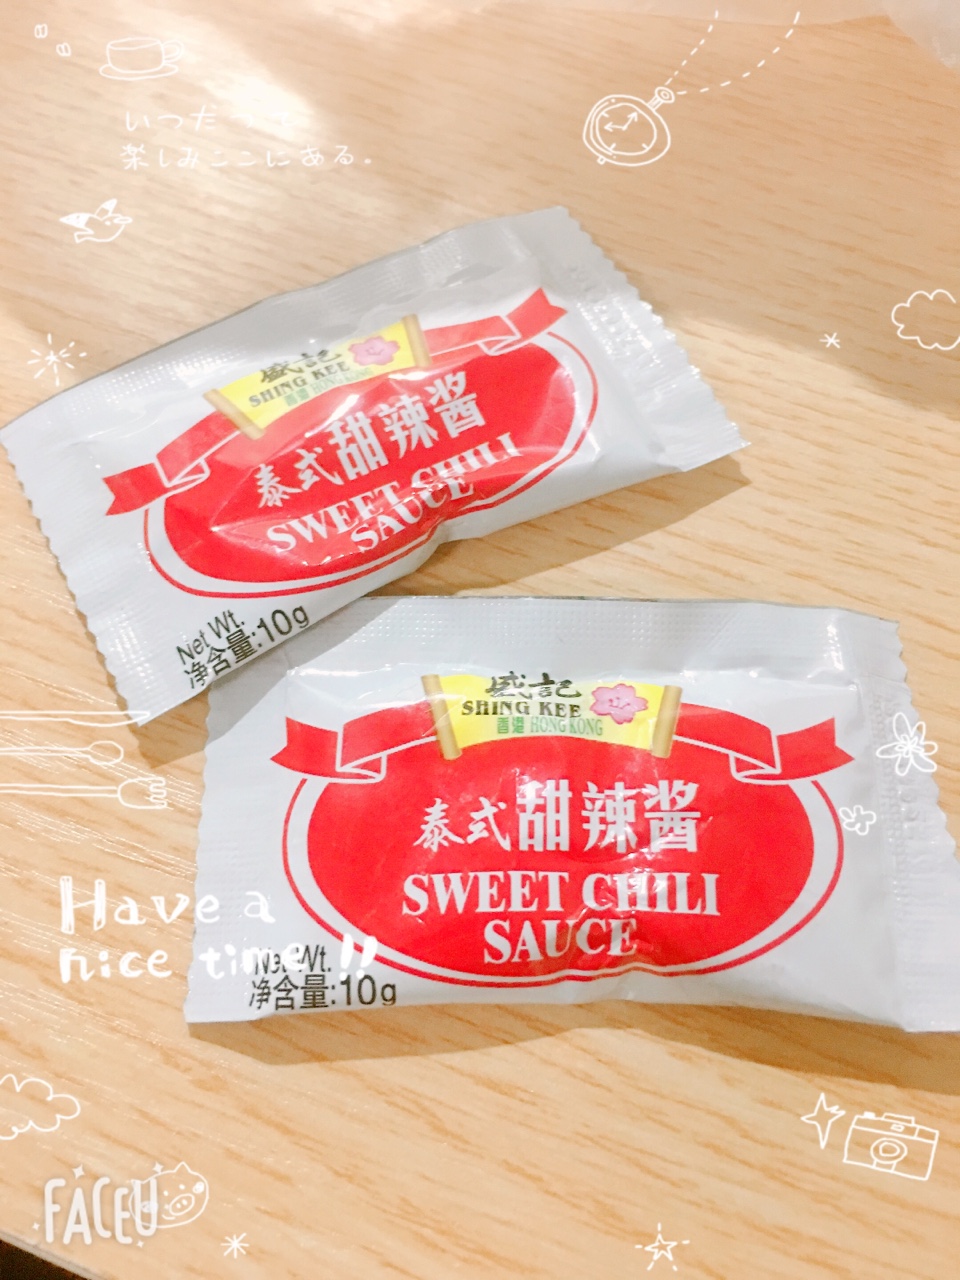 いつだって
楽しみここにある。
盛記
SHING KEE
香港 HONG KONG
泰式甜辣酱
SWEET CHILI
SAUCE
Net Wt.
净含量:10g
盛記
SHING KEE
香港 HONG KONG
泰式甜辣酱
SWEET CHILI
SAUCE
Net Wt.
净含量:10g
Have a
nice time!!
FACEU